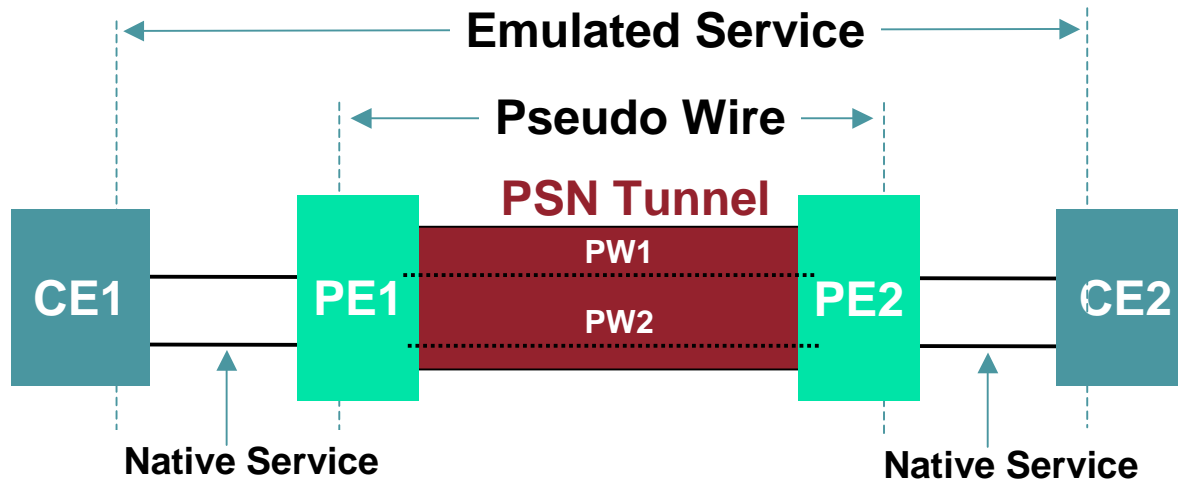 Emulated Service
Pseudo Wire
PSN Tunnel
PW1
CE1
PE1
PE2
CE2
PW2
Native Service
Native Service